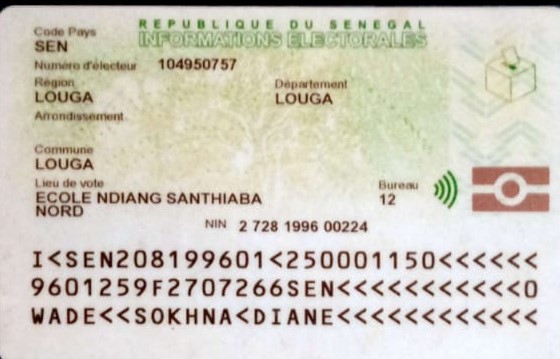 REPUBLIQUE DU SENEGAL
INFORMATIONS ELECTORALES
Code Pays
SEN
Numéro d'électeur 104950757
Région Département
LOUGA LOUGA
Arrondissement
Commune
LOUGA
Lieu de vote Bureau
ECOLE NDIANG SANTHIABA 12
NORD
NIN 2 728 1996 00224
I<SEN208199601<250001150<<<<<<
9601259F2707266SEN<<<<<<<<<<<0
WADE<<SOKHNA<DIANE<<<<<<<<<<<<